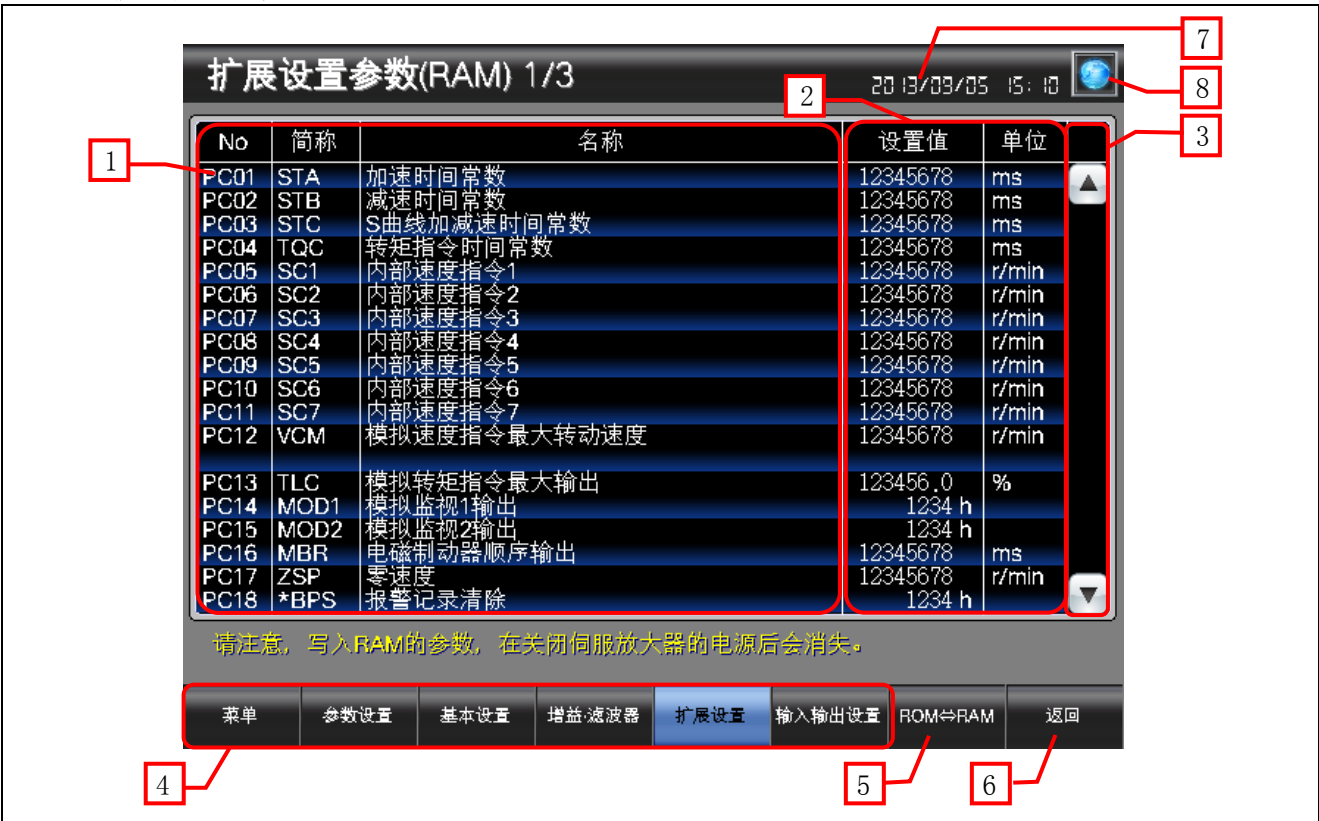 7
扩展设置参数(RAM) 1/3
2013/09/05 15:10
2
8
No 简称 名称 设置值 单位
3
1
PC01 STA 加速时间常数 12345678 ms
PC02 STB 减速时间常数 12345678 ms
PC03 STC S曲线加减速时间常数 12345678 ms
PC04 TQC 转矩指令时间常数 12345678 ms
PC05 SC1 内部速度指令1 12345678 r/min
PC06 SC2 内部速度指令2 12345678 r/min
PC07 SC3 内部速度指令3 12345678 r/min
PC08 SC4 内部速度指令4 12345678 r/min
PC09 SC5 内部速度指令5 12345678 r/min
PC10 SC6 内部速度指令6 12345678 r/min
PC11 SC7 内部速度指令7 12345678 r/min
PC12 VCM 模拟速度指令最大转动速度 12345678 r/min
PC13 TLC 模拟转矩指令最大输出 123456.0 %
PC14 MOD1 模拟监视1输出 1234 h
PC15 MOD2 模拟监视2输出 1234 h
PC16 MBR 电磁制动器顺序输出 12345678 ms
PC17 ZSP 零速度 12345678 r/min
PC18 *BPS 报警记录清除 1234 h
请注意, 写入RAM的参数, 在关闭伺服放大器的电源后会消失。
菜单 参数设置 基本设置 增益·滤波器 扩展设置 输入输出设置 ROM⇔RAM 返回
4
5
6